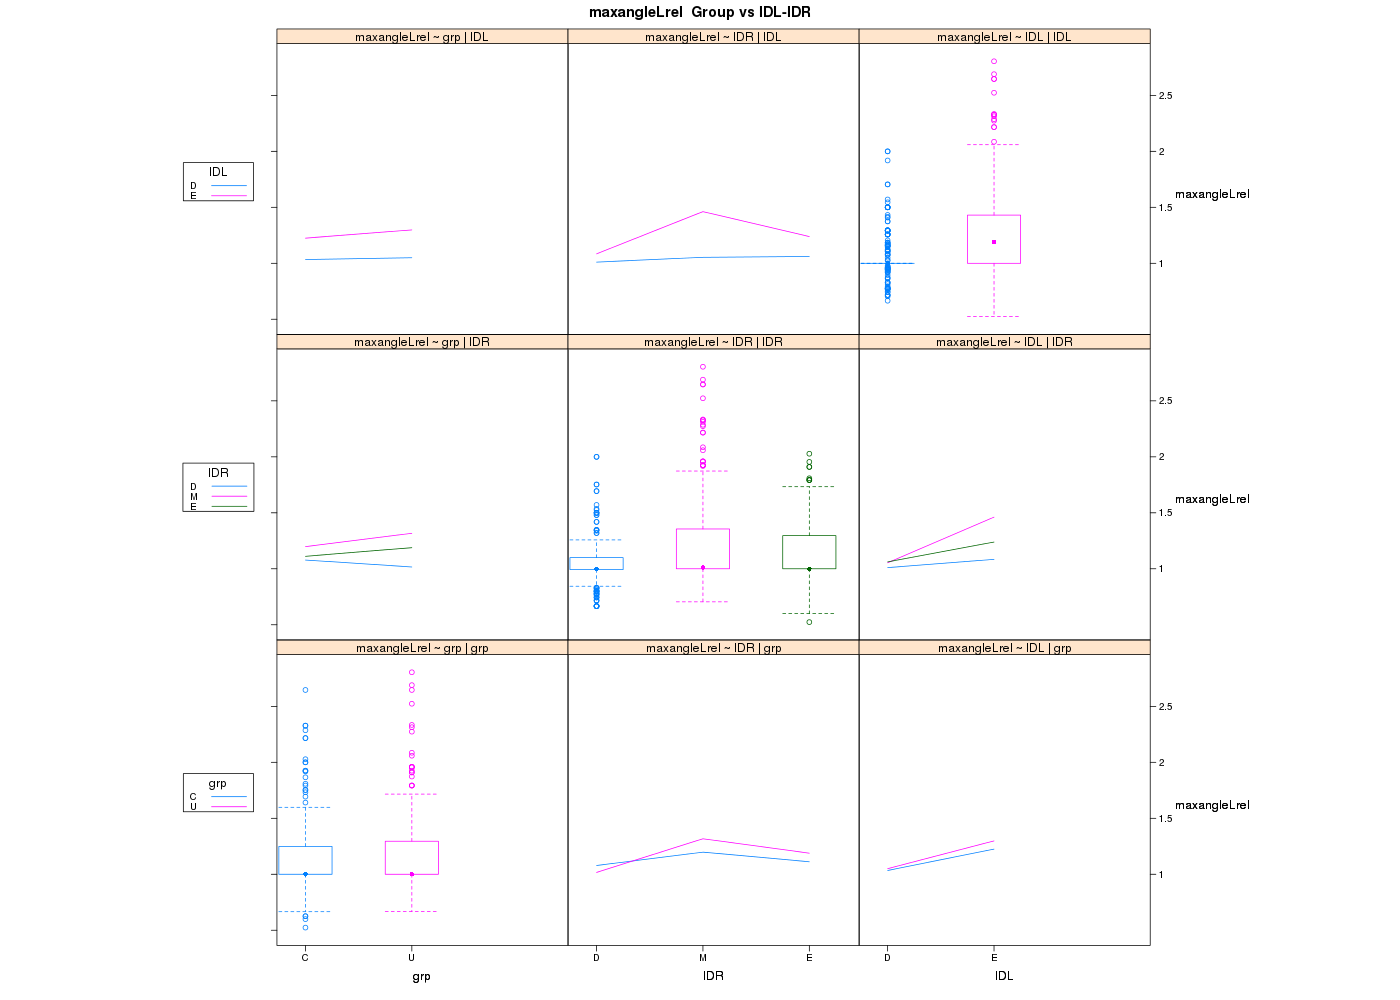 maxangleLrel Group vs IDL-IDR
maxangleLrel ~ grp | IDL
maxangleLrel ~ IDR | IDL
maxangleLrel ~ IDL | IDL
2.5
2
1.5
1
maxangleLrel
IDL
D
E
maxangleLrel ~ grp | IDR
maxangleLrel ~ IDR | IDR
maxangleLrel ~ IDL | IDR
2.5
2
1.5
1
maxangleLrel
IDR
D
M
E
maxangleLrel ~ grp | grp
maxangleLrel ~ IDR | grp
maxangleLrel ~ IDL | grp
2.5
2
1.5
1
maxangleLrel
grp
C
U
C U
D M E
D E
grp
IDR
IDL